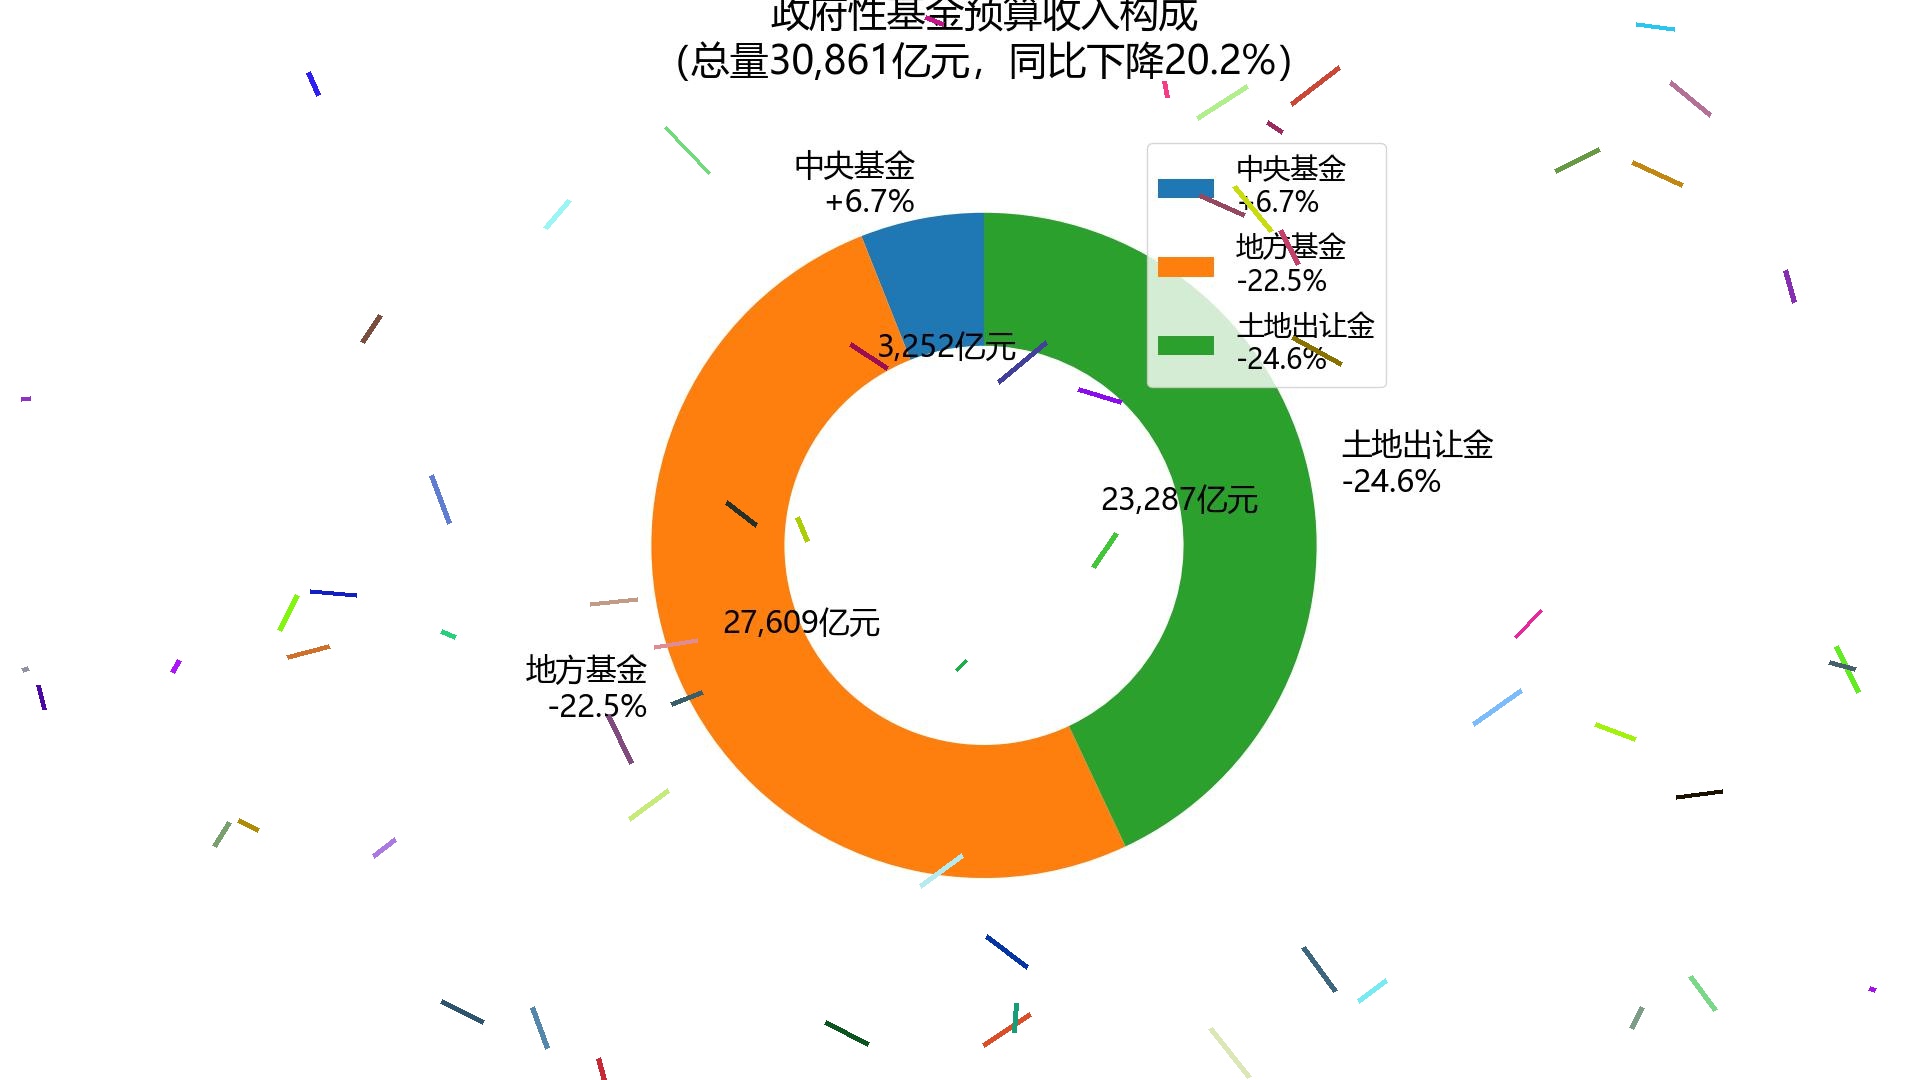 政府性基金预算收入构成
（总量30,861亿元，同比下降20.2%）
中央基金
+6.7%
中央基金
+6.7%
地方基金
-22.5%
土地出让金
-24.6%
3,252亿元
土地出让金
-24.6%
23,287亿元
27,609亿元
地方基金
-22.5%